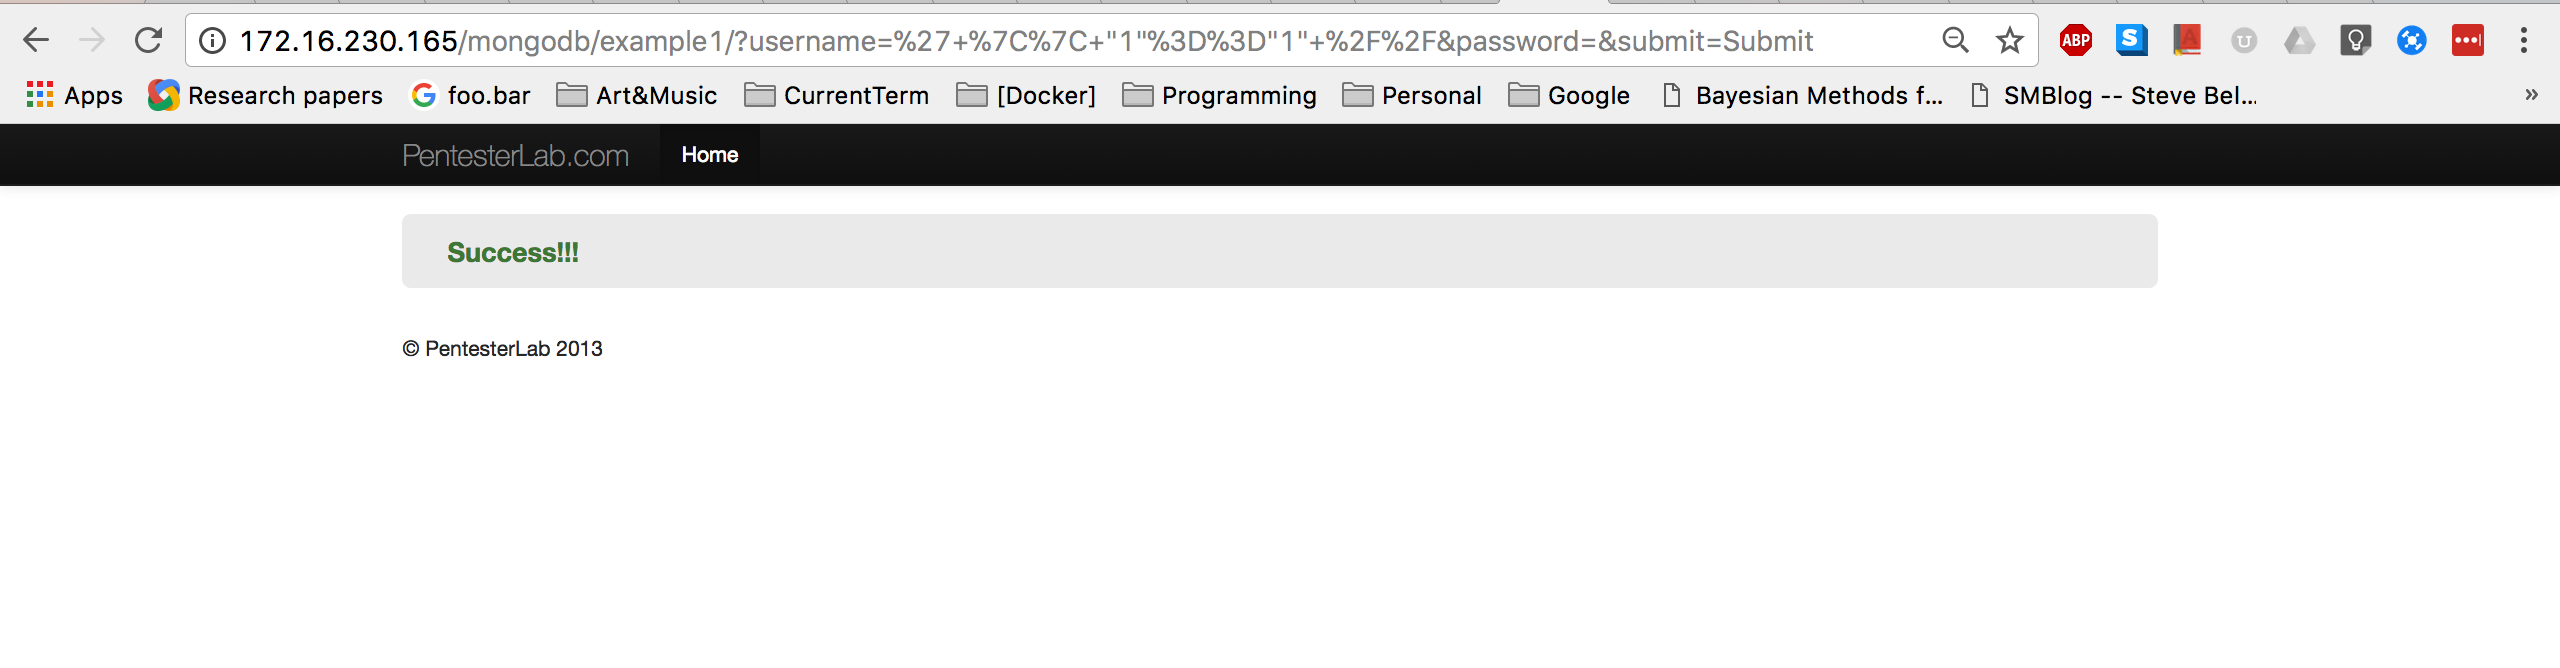 172.16.230.165/mongodb/example1/?username=%27+%7C%7C+"1"%3D%3D"1"+%2F%2F&password=&submit=Submit ABP S A U
Apps Research papers foo.bar Art&Music CurrentTerm [Docker] Programming Personal Google Bayesian Methods f... SMBlog -- Steve Bel... »
PentesterLab.com Home
Success!!!
© PentesterLab 2013